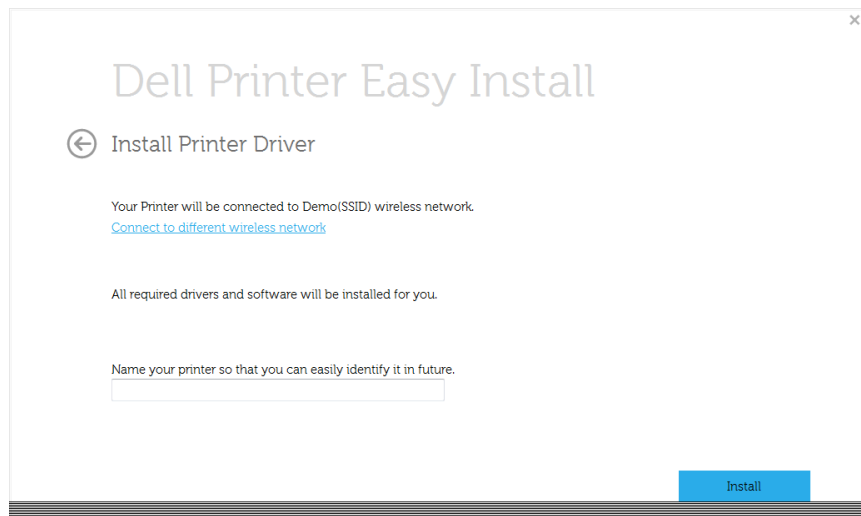 Dell Printer Easy Install
Install Printer Driver
Your Printer will be connected to Demo(SSID) wireless network.
Connect to different wireless network
All required drivers and software will be installed for you.
Name your printer so that you can easily identify it in future.
Install